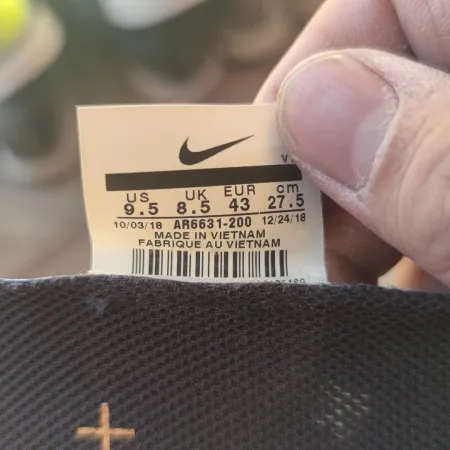 US UK EUR cm
9.5 8.5 43 27.5
10/03/18 AR6631-200 12/24/18
MADE IN VIETNAM
FABRIQUE AU VIETNAM